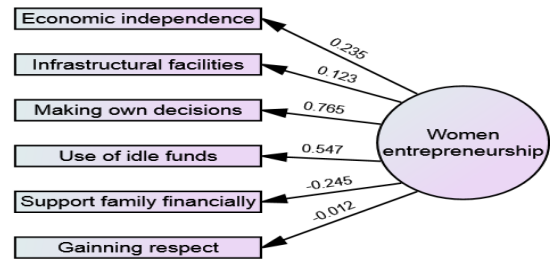 Economic independence
0.235
Infrastructural facilities
0.123
Making own decisions
0.765
Women
entrepreneurship
Use of idle funds
0.547
Support family financially
-0.245
Gainning respect
-0.012